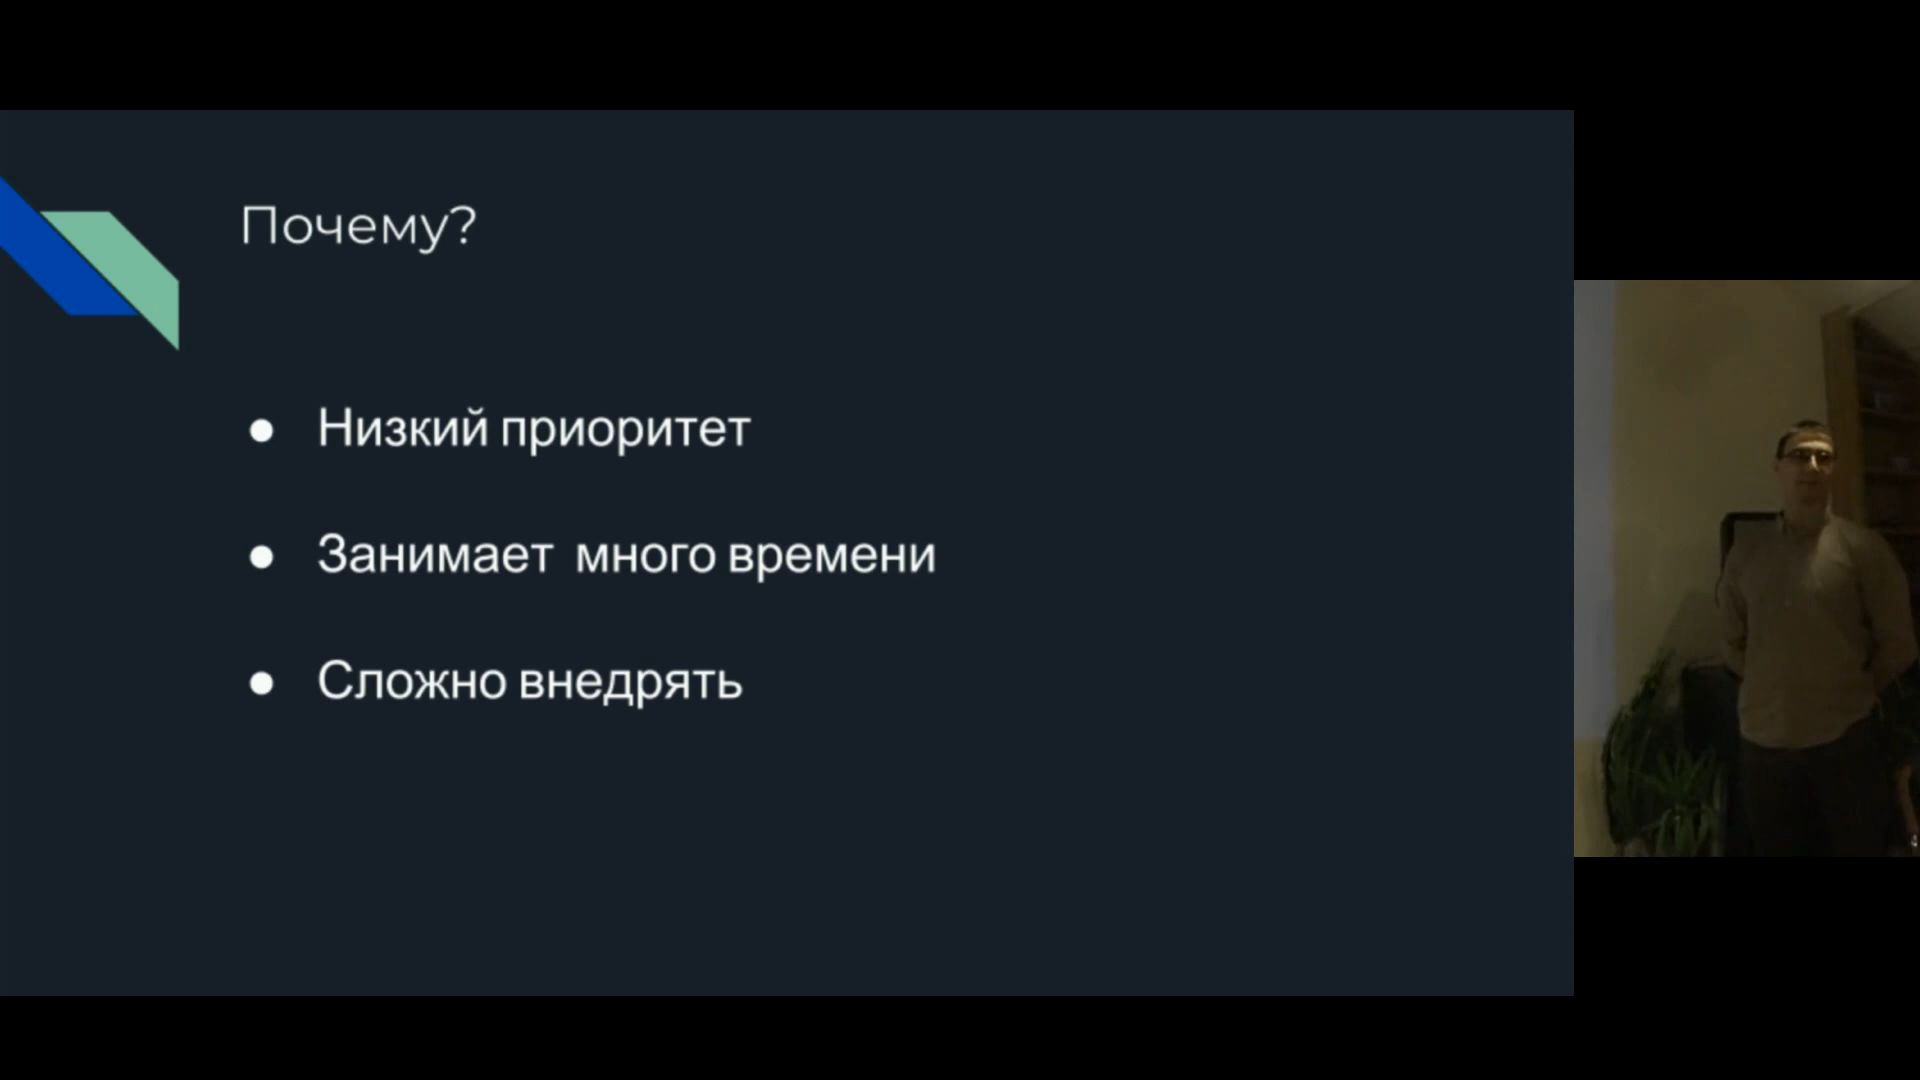 Почему?
Низкий приоритет
Занимает много времени
Сложно внедрять